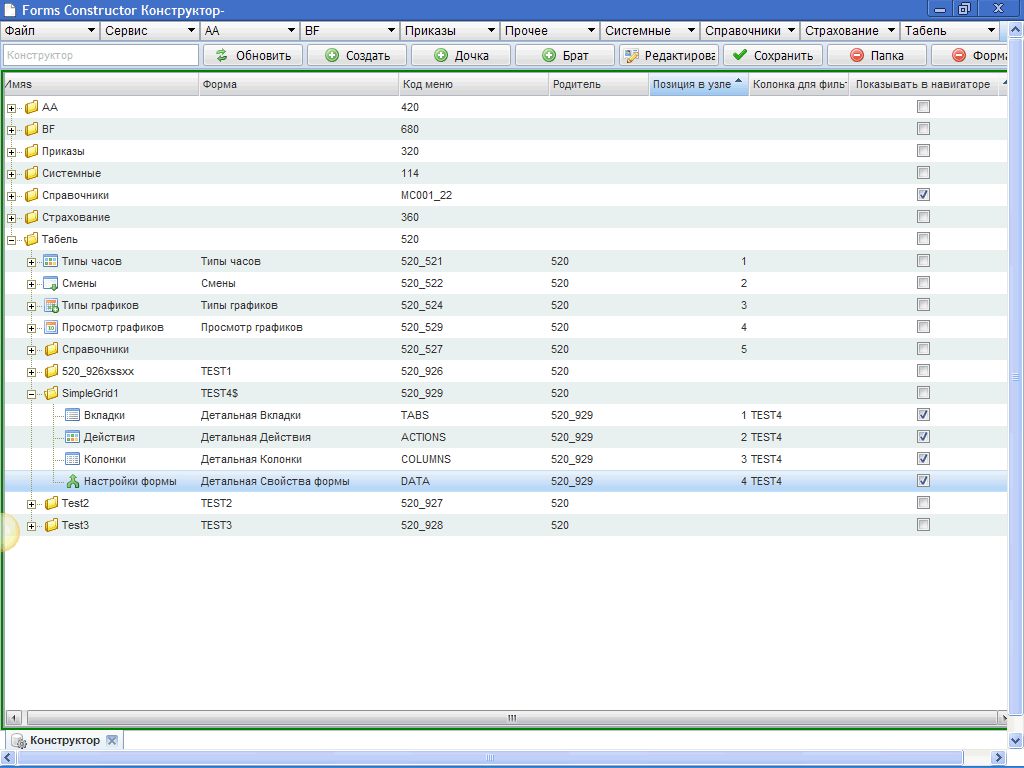 Forms Constructor Конструктор-
Файл Сервис AA BF Приказы Прочее Системные Справочники Страхование Табель
Конструктор Обновить Создать Дочка Брат Редактирова Сохранить Папка Форма
Имяя Форма Код меню Родитель Позиция в узле Колонка для фильт Показывать в навигаторе
AA 420
BF 680
Приказы 320
Системные 114
Справочники MC001_22
Страхование 360
Табель 520
Типы часов Типы часов 520_521 520 1
Смены Смены 520_522 520 2
Типы графиков Типы графиков 520_524 520 3
Просмотр графиков Просмотр графиков 520_529 520 4
Справочники 520_527 520 5
520_926xssxx TEST1 520_926 520
SimpleGrid1 TEST4$ 520_929 520
Вкладки Детальная Вкладки TABS 520_929 1 TEST4
Действия Детальная Действия ACTIONS 520_929 2 TEST4
Колонки Детальная Колонки COLUMNS 520_929 3 TEST4
Настройки формы Детальная Свойства формы DATA 520_929 4 TEST4
Test2 TEST2 520_927 520
Test3 TEST3 520_928 520
Конструктор